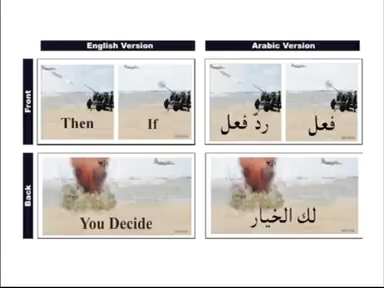 English Version
Arabic Version
Front
Then
If
ردّ فعل
فعل
Back
You Decide
لك الخيار